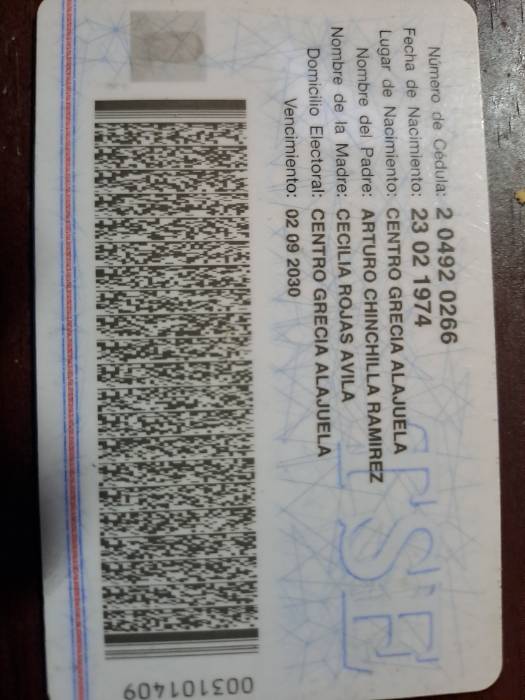 Número de Cédula: 2 0492 0266
Fecha de Nacimiento: 23 02 1974
Lugar de Nacimiento: CENTRO GRECIA ALAJUELA
Nombre del Padre: ARTURO CHINCHILLA RAMIREZ
Nombre de la Madre: CECILIA ROJAS AVILA
Domicilio Electoral: CENTRO GRECIA ALAJUELA
Vencimiento: 02 09 2030
TSE
003101409